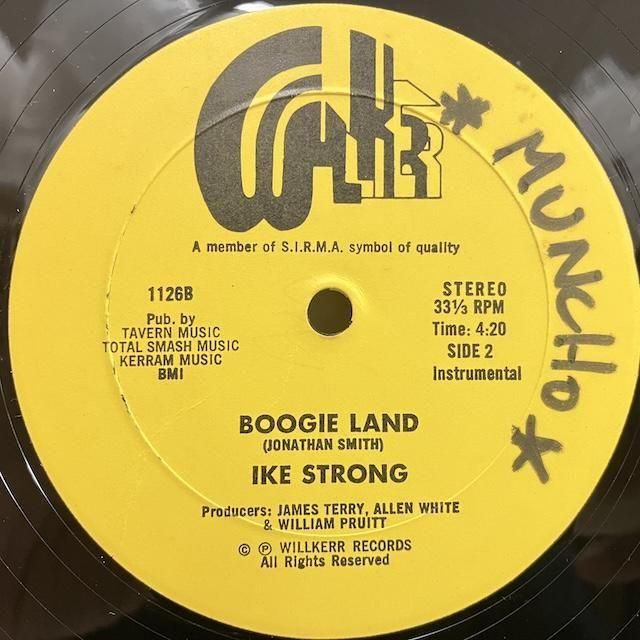 WILLKERR
A member of S.I.R.M.A. symbol of quality
1126B
Pub. by
TAVERN MUSIC
TOTAL SMASH MUSIC
KERRAM MUSIC
BMI
STEREO
33⅓ RPM
Time: 4:20
SIDE 2
Instrumental
*MUNCHO*
BOOGIE LAND
(JONATHAN SMITH)
IKE STRONG
Producers: JAMES TERRY, ALLEN WHITE
& WILLIAM PRUITT
© ℗ WILLKERR RECORDS
All Rights Reserved